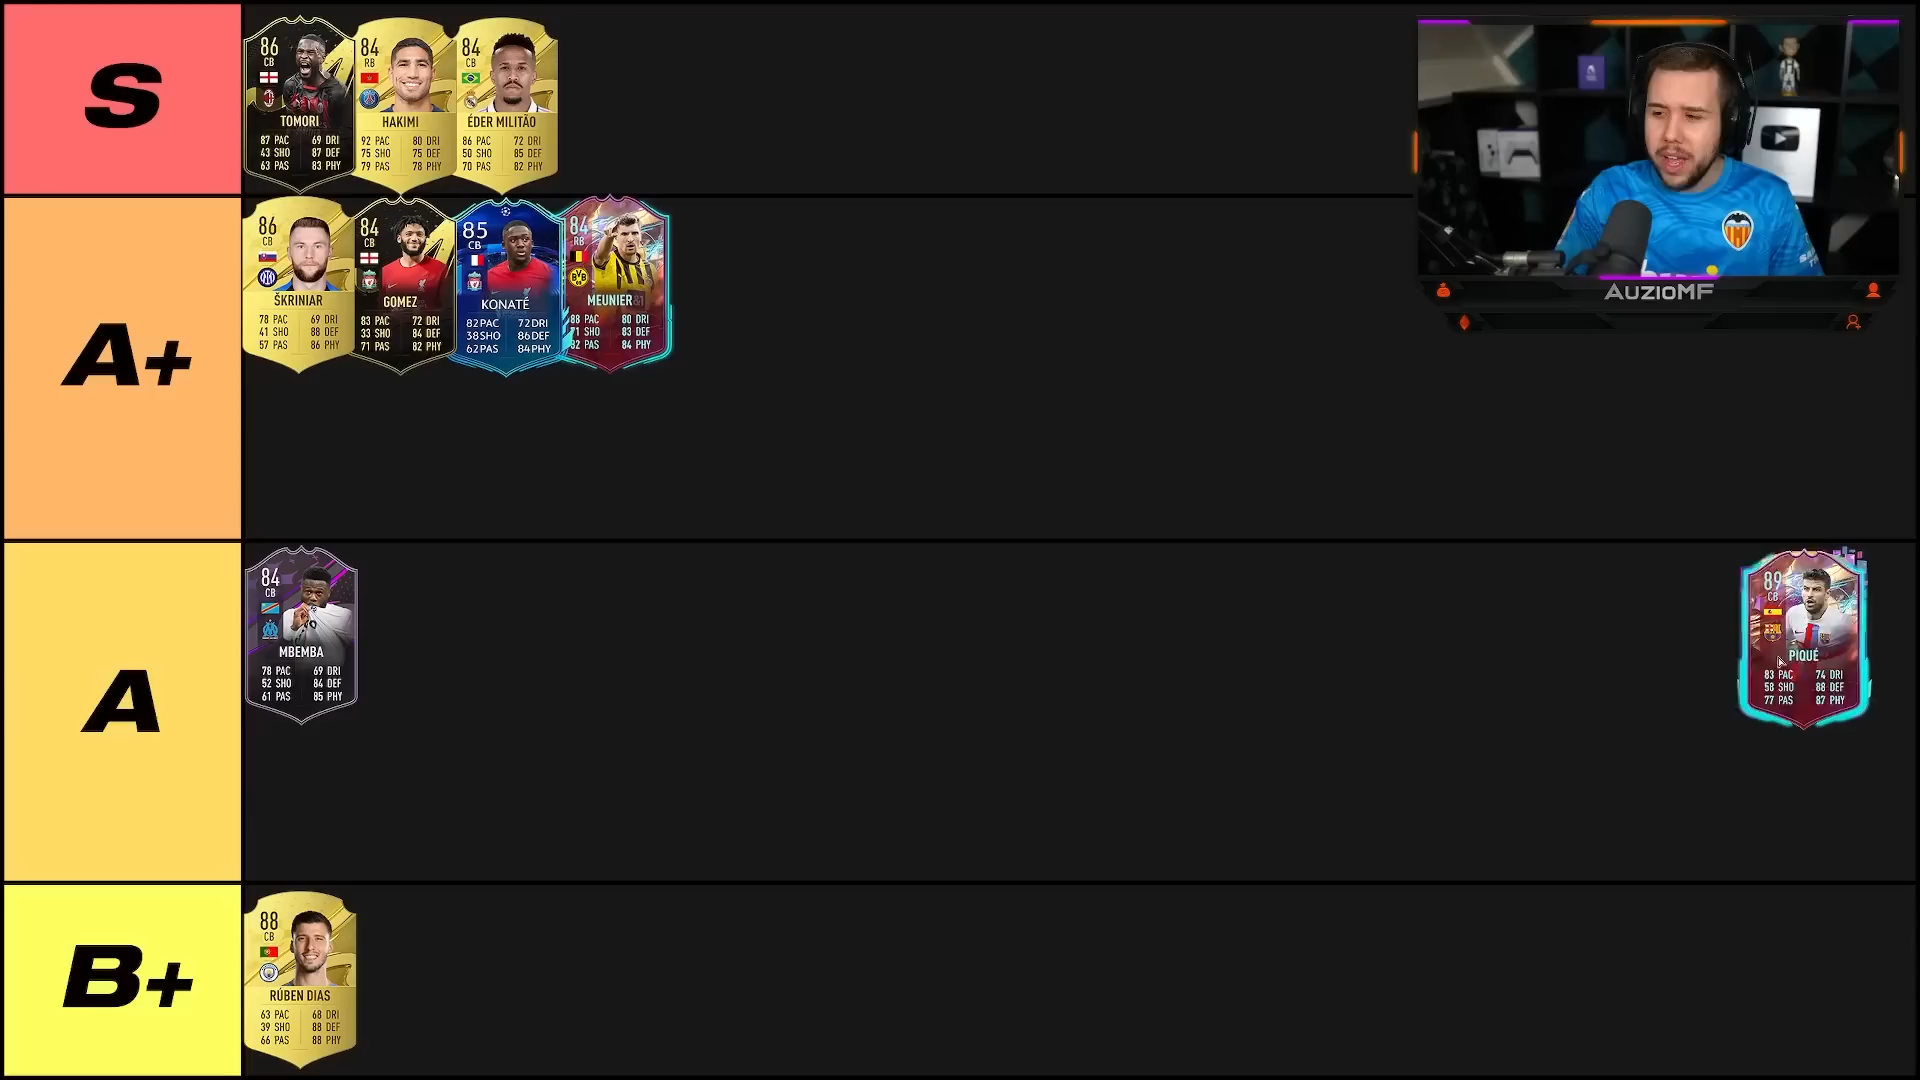 S
86
CB
TOMORI
87 PAC 69 DRI
43 SHO 87 DEF
63 PAS 83 PHY
84
RB
HAKIMI
92 PAC 80 DRI
75 SHO 75 DEF
79 PAS 78 PHY
84
CB
ÉDER MILITÃO
86 PAC 72 DRI
50 SHO 85 DEF
70 PAS 82 PHY
AuzioMF
A+
86
CB
ŠKRINIAR
78 PAC 69 DRI
41 SHO 88 DEF
57 PAS 86 PHY
84
CB
GOMEZ
83 PAC 72 DRI
33 SHO 84 DEF
71 PAS 82 PHY
85
CB
KONATÉ
82PAC 72DRI
38SHO 86DEF
62PAS 84PHY
84
RB
MEUNIER
88 PAC 80 DRI
71 SHO 83 DEF
82 PAS 84 PHY
A
84
CB
MBEMBA
78 PAC 69 DRI
52 SHO 84 DEF
61 PAS 85 PHY
89
CB
PIQUÉ
83 PAC 74 DRI
58 SHO 88 DEF
77 PAS 87 PHY
B+
88
CB
RÚBEN DIAS
63 PAC 68 DRI
39 SHO 88 DEF
66 PAS 88 PHY